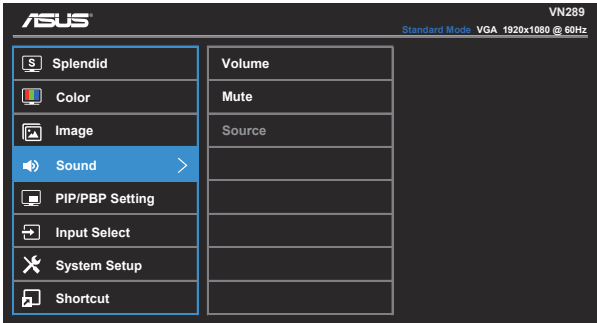 ASUS
VN289
Standard Mode VGA 1920x1080 @ 60Hz
S Splendid
Color
Image
Sound
PIP/PBP Setting
Input Select
System Setup
Shortcut
Volume
Mute
Source